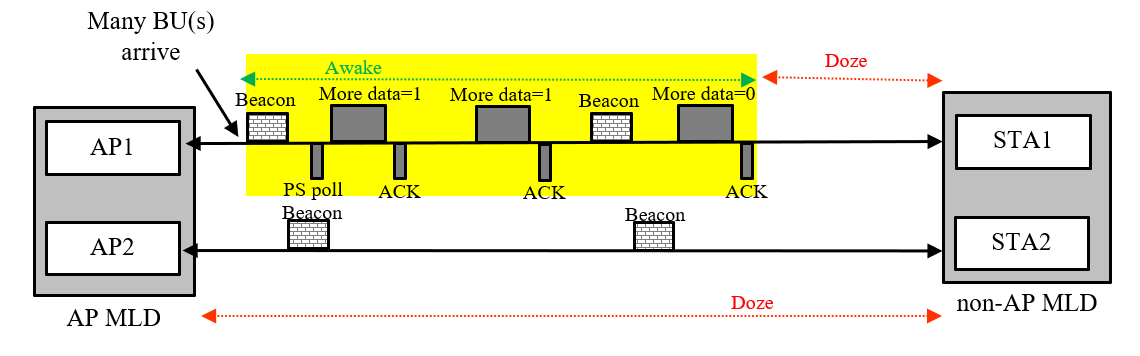 Many BU(s)
arrive
Awake
Doze
Beacon
More data=1
More data=1
Beacon
More data=0
AP1
STA1
PS poll
ACK
ACK
ACK
Beacon
Beacon
AP2
STA2
Doze
AP MLD
non-AP MLD